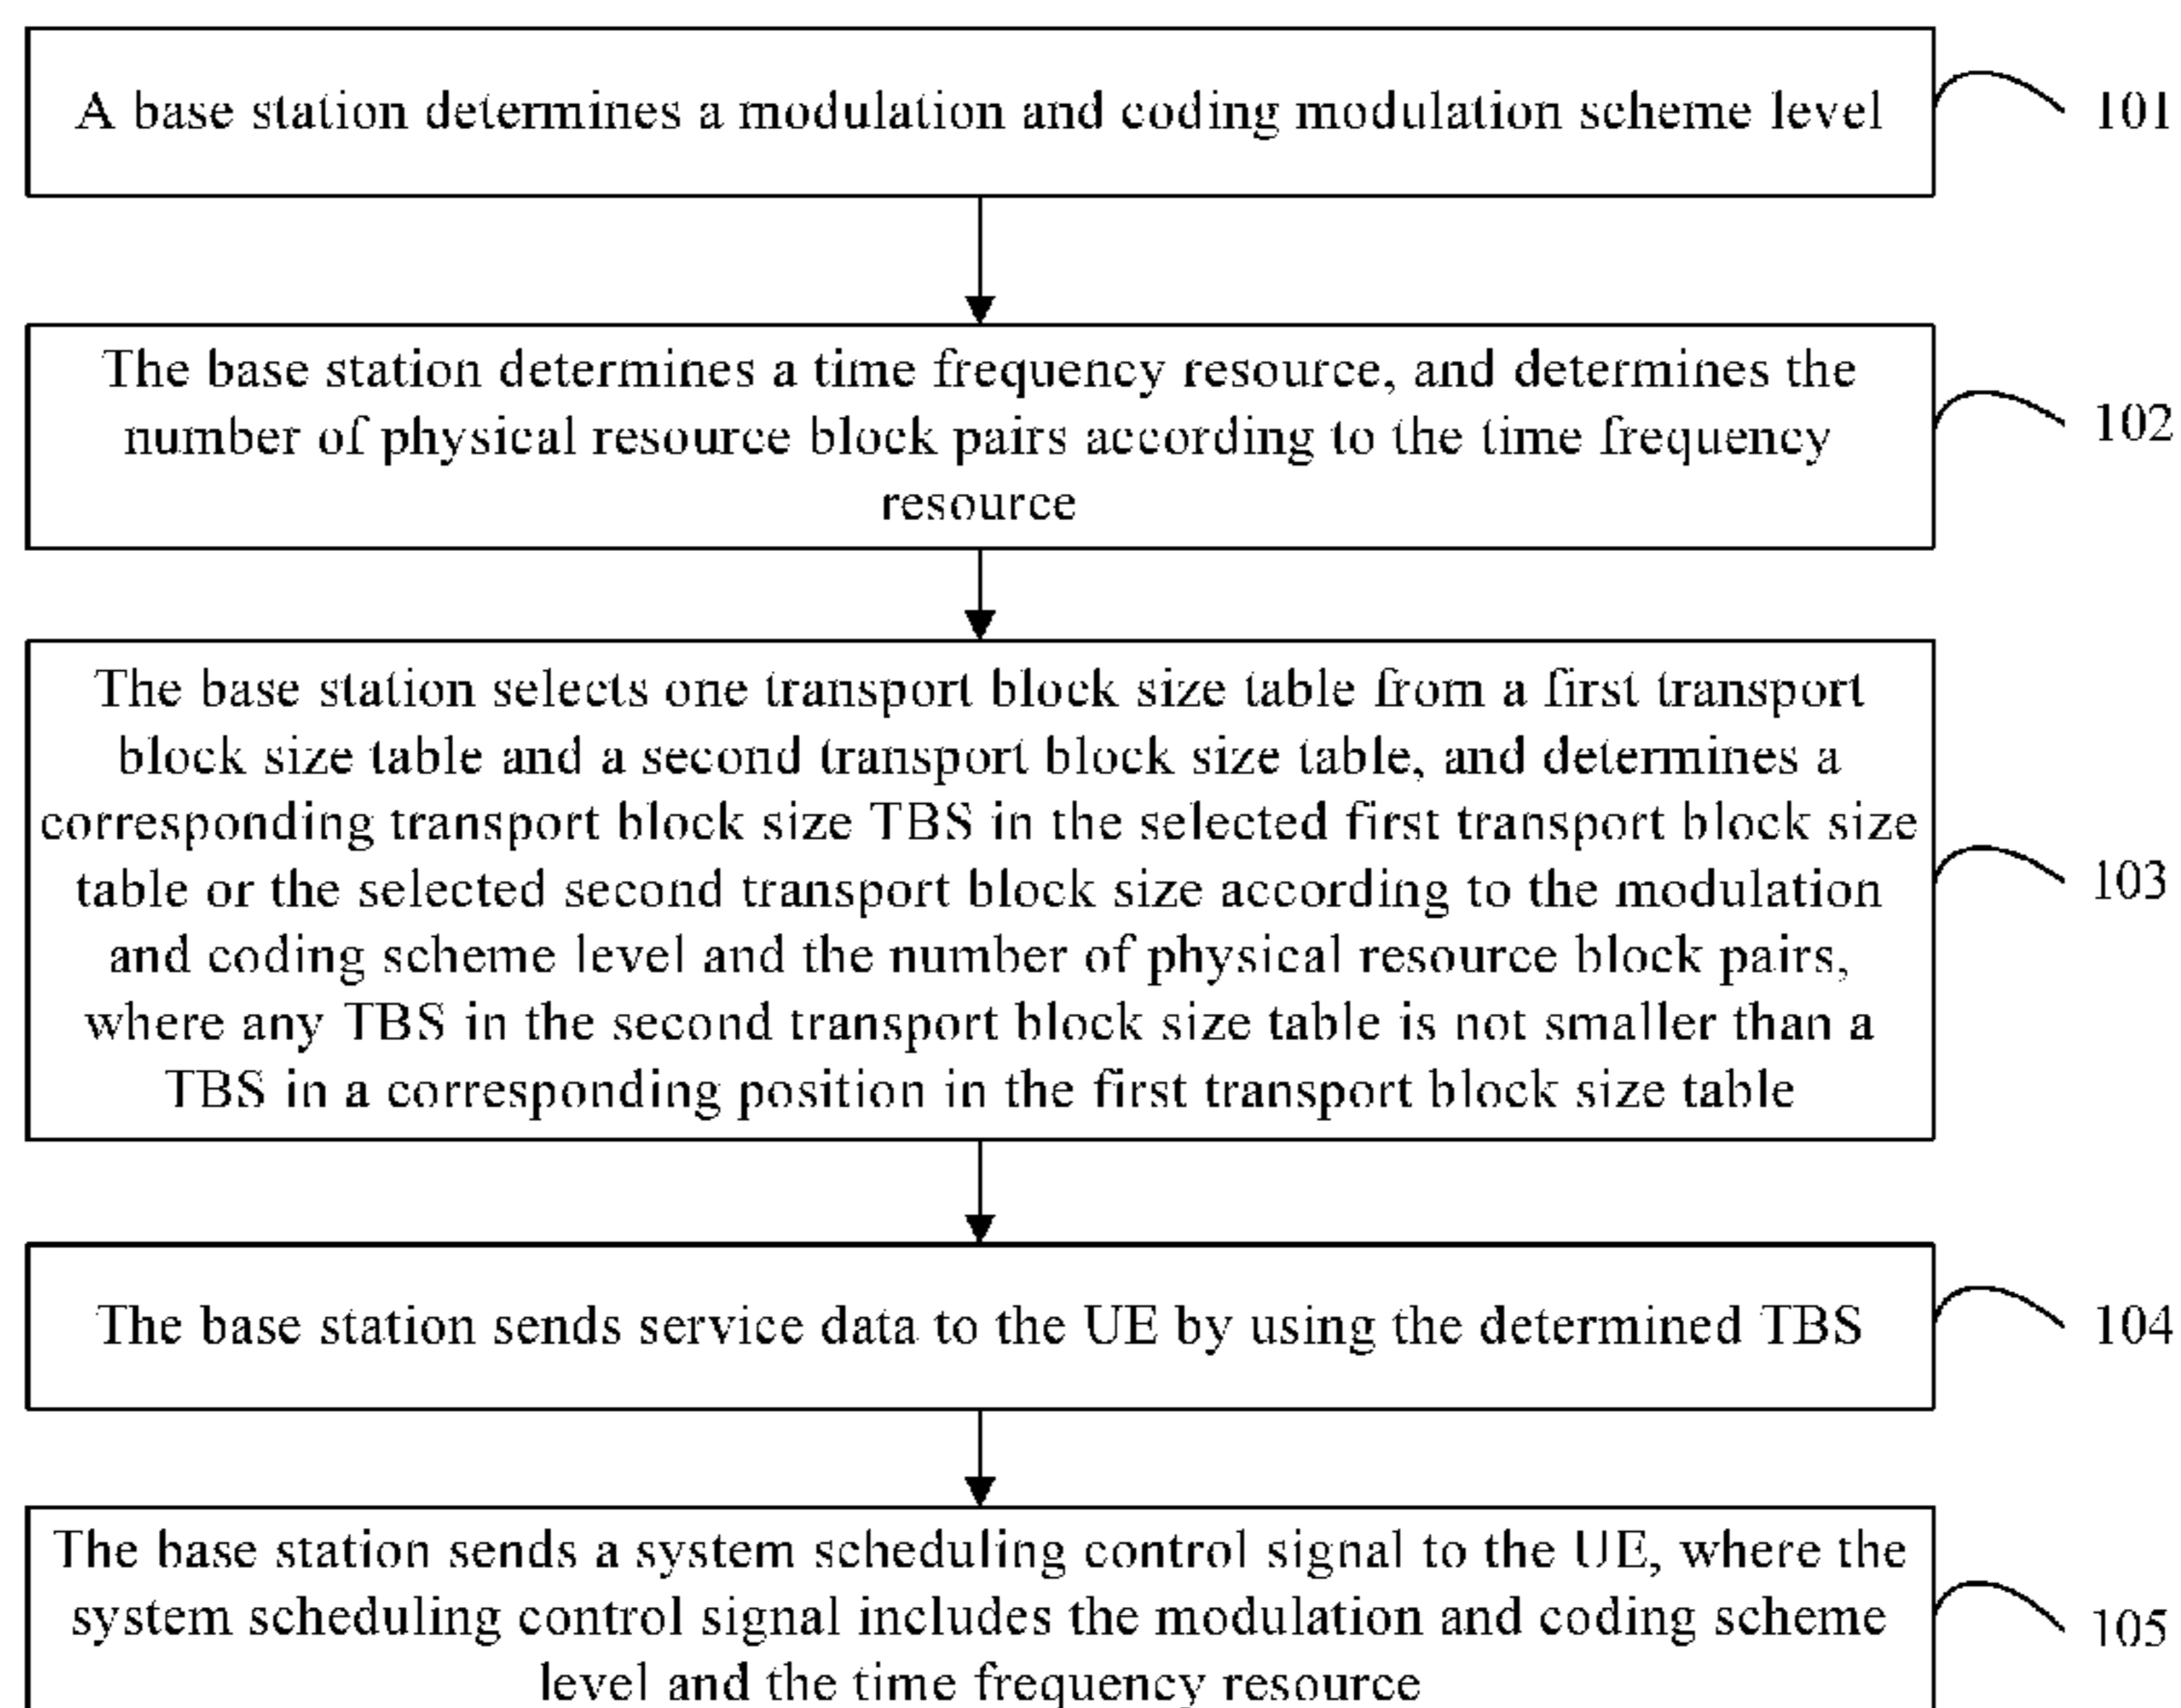 A base station determines a modulation and coding modulation scheme level
101
The base station determines a time frequency resource, and determines the
number of physical resource block pairs according to the time frequency
resource
102
The base station selects one transport block size table from a first transport
block size table and a second transport block size table, and determines a
corresponding transport block size TBS in the selected first transport block size
table or the selected second transport block size according to the modulation
and coding scheme level and the number of physical resource block pairs,
where any TBS in the second transport block size table is not smaller than a
TBS in a corresponding position in the first transport block size table
103
The base station sends service data to the UE by using the determined TBS
104
The base station sends a system scheduling control signal to the UE, where the
system scheduling control signal includes the modulation and coding scheme
level and the time frequency resource
105